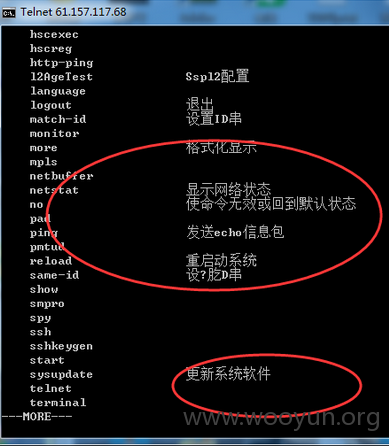 Telnet 61.157.117.68
hscexec
hscreg
http-ping
l2AgeTest Sspl2配置
language
logout 退出
match-id 设置ID串
monitor
more 格式化显示
mpls
netbuffer
netstat 显示网络状态
no 使命令无效或回到默认状态
pad
ping 发送echo信息包
pmtud
reload 重启动系统
same-id 设?胣D串
show
smpro
spy
ssh
sshkeygen
start
sysupdate 更新系统软件
telnet
terminal
---MORE---
www.wooyun.org